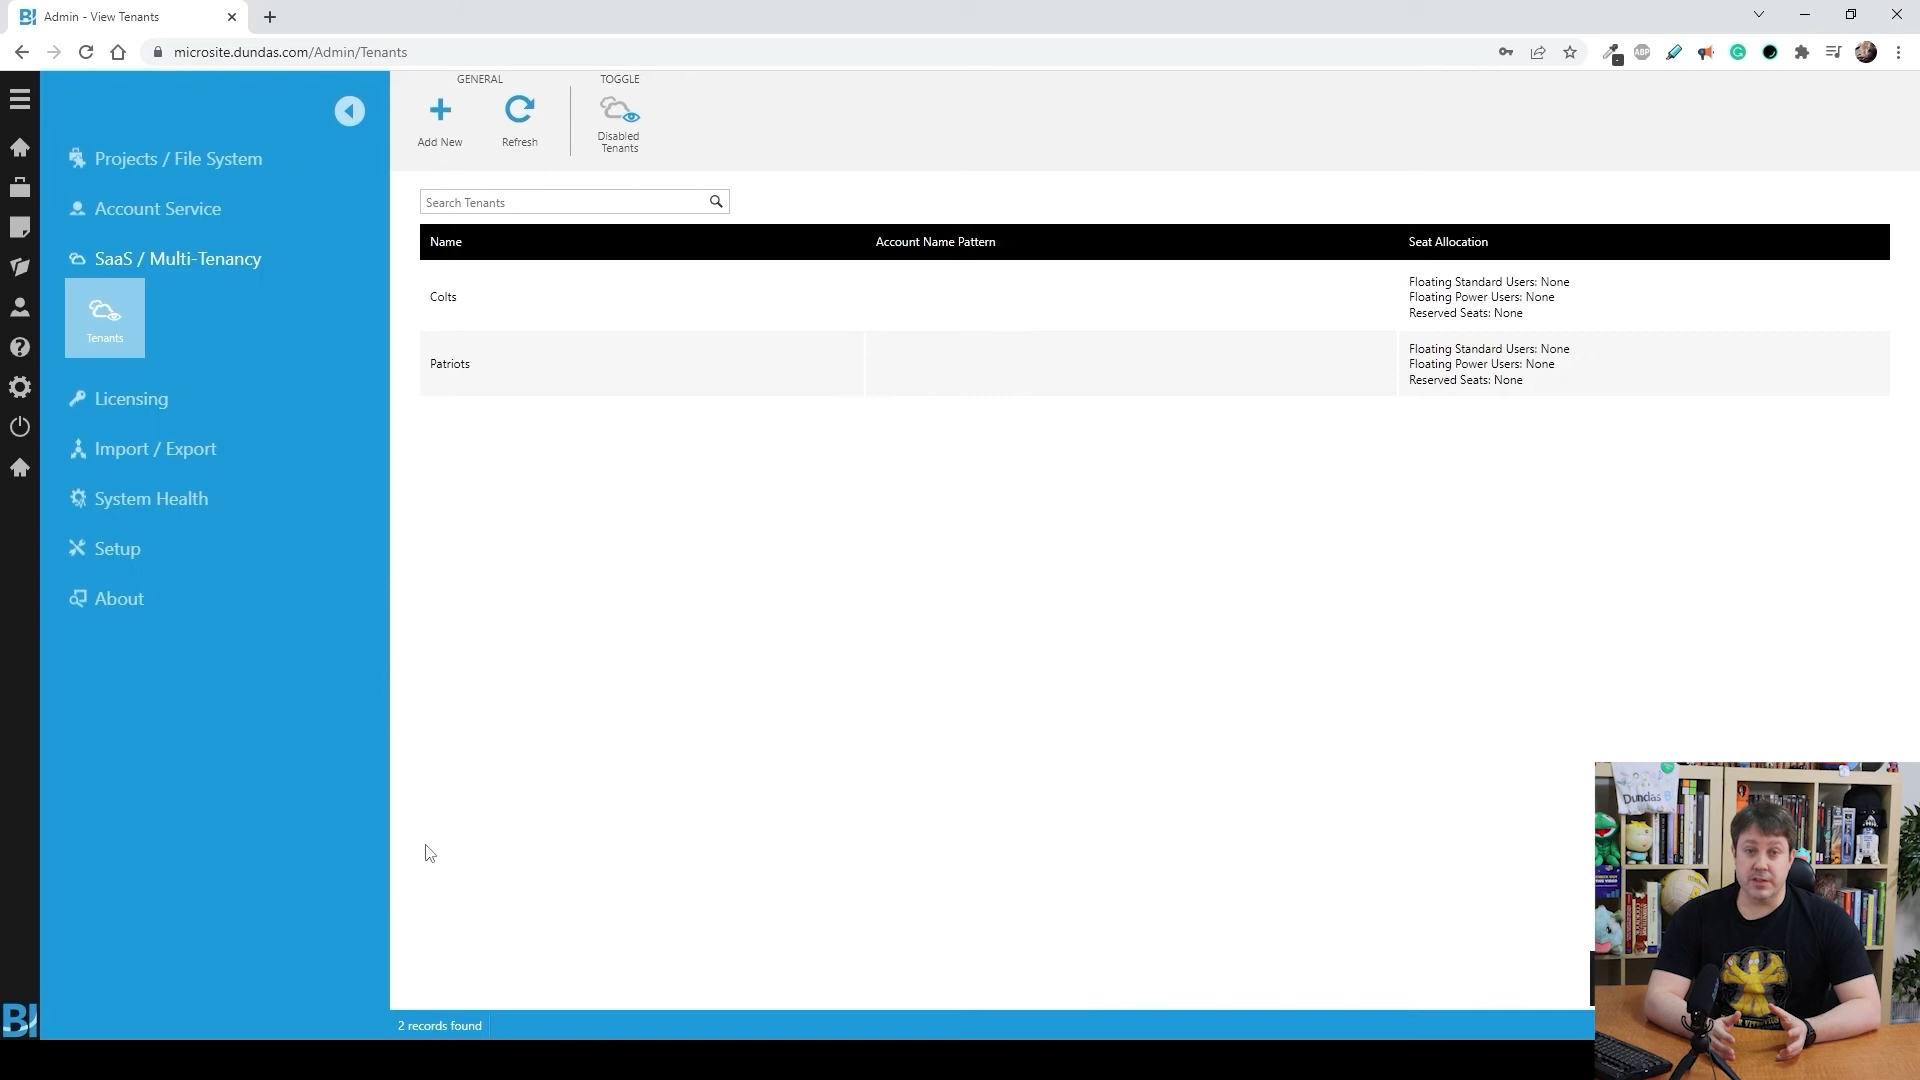 Admin - View Tenants
microsite.dundas.com/Admin/Tenants
ABP
GENERAL
TOGGLE
Add New
Refresh
Disabled
Tenants
Projects / File System
Account Service
SaaS / Multi-Tenancy
Tenants
Licensing
Import / Export
System Health
Setup
About
Search Tenants
Name
Account Name Pattern
Seat Allocation
Colts
Floating Standard Users: None
Floating Power Users: None
Reserved Seats: None
Patriots
Floating Standard Users: None
Floating Power Users: None
Reserved Seats: None
2 records found
BI
Dundas